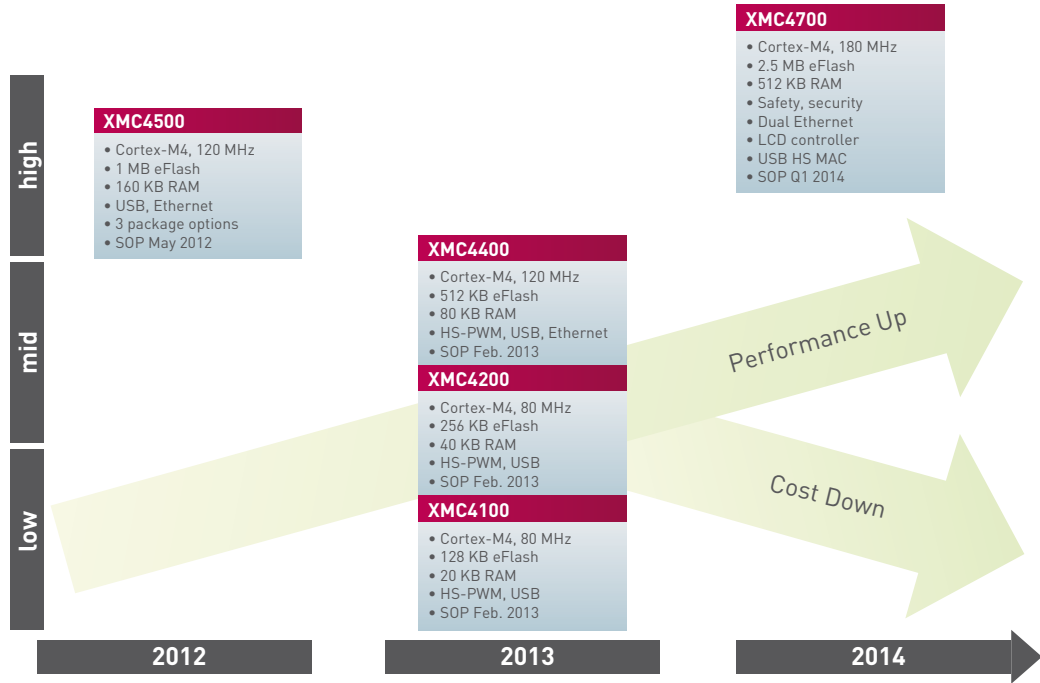 high
mid
low
XMC4500
• Cortex-M4, 120 MHz
• 1 MB eFlash
• 160 KB RAM
• USB, Ethernet
• 3 package options
• SOP May 2012
XMC4400
• Cortex-M4, 120 MHz
• 512 KB eFlash
• 80 KB RAM
• HS-PWM, USB, Ethernet
• SOP Feb. 2013
XMC4200
• Cortex-M4, 80 MHz
• 256 KB eFlash
• 40 KB RAM
• HS-PWM, USB
• SOP Feb. 2013
XMC4100
• Cortex-M4, 80 MHz
• 128 KB eFlash
• 20 KB RAM
• HS-PWM, USB
• SOP Feb. 2013
XMC4700
• Cortex-M4, 180 MHz
• 2.5 MB eFlash
• 512 KB RAM
• Safety, security
• Dual Ethernet
• LCD controller
• USB HS MAC
• SOP Q1 2014
Performance Up
Cost Down
2012
2013
2014